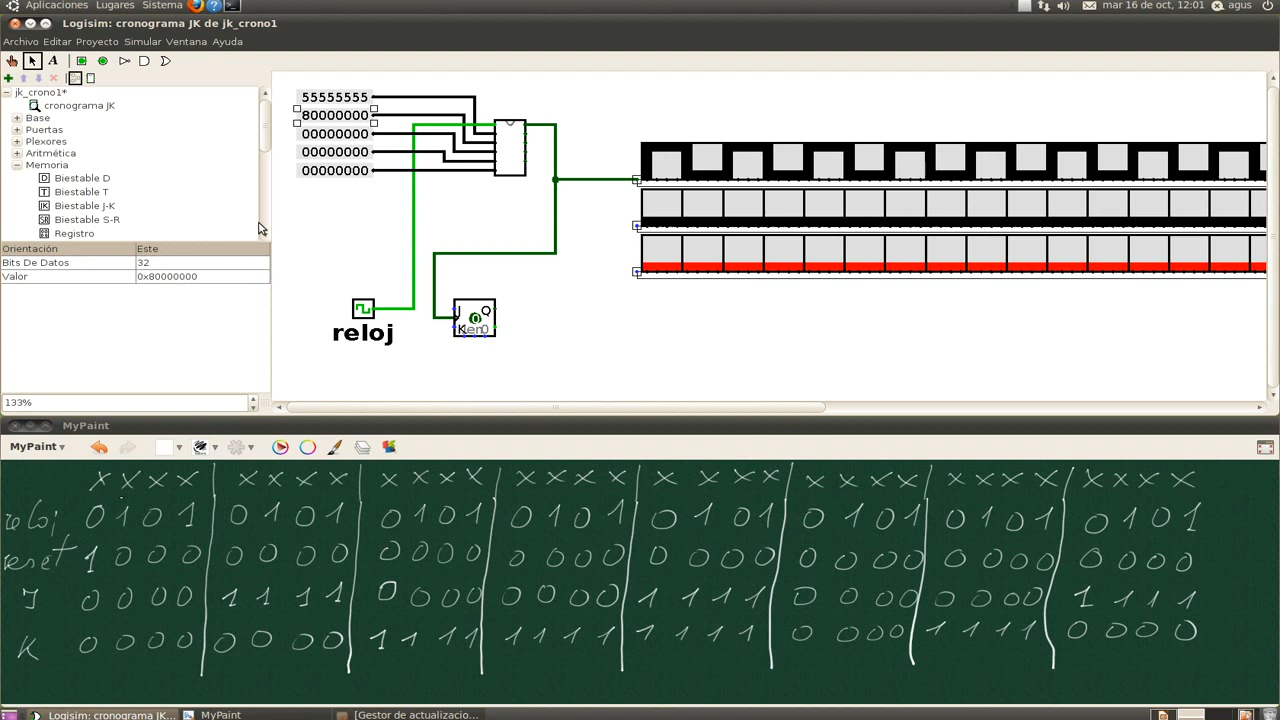 Aplicaciones Lugares Sistema mar 16 de oct, 12:01 agus
Logisim: cronograma JK de jk_crono1
Archivo Editar Proyecto Simular Ventana Ayuda
jk_crono1*
cronograma JK
Base
Puertas
Plexores
Aritmética
Memoria
Biestable D
Biestable T
Biestable J-K
Biestable S-R
Registro
Orientación Este
Bits De Datos 32
Valor 0x80000000
133%
55555555
80000000
00000000
00000000
00000000
reloj
J Q
0
K en0
MyPaint
MyPaint
x x x x x x x x x x x x x x x x x x x x x x x x x x x x x x x x
reloj 0 1 0 1 0 1 0 1 0 1 0 1 0 1 0 1 0 1 0 1 0 1 0 1 0 1 0 1 0 1 0 1
reset 1 0 0 0 0 0 0 0 0 0 0 0 0 0 0 0 0 0 0 0 0 0 0 0 0 0 0 0 0 0 0 0
J 0 0 0 0 1 1 1 1 0 0 0 0 0 0 0 0 1 1 1 1 0 0 0 0 0 0 0 0 1 1 1 1
K 0 0 0 0 0 0 0 0 1 1 1 1 1 1 1 1 1 1 1 1 0 0 0 0 1 1 1 1 0 0 0 0
Logisim: cronograma JK... MyPaint [Gestor de actualizacio...